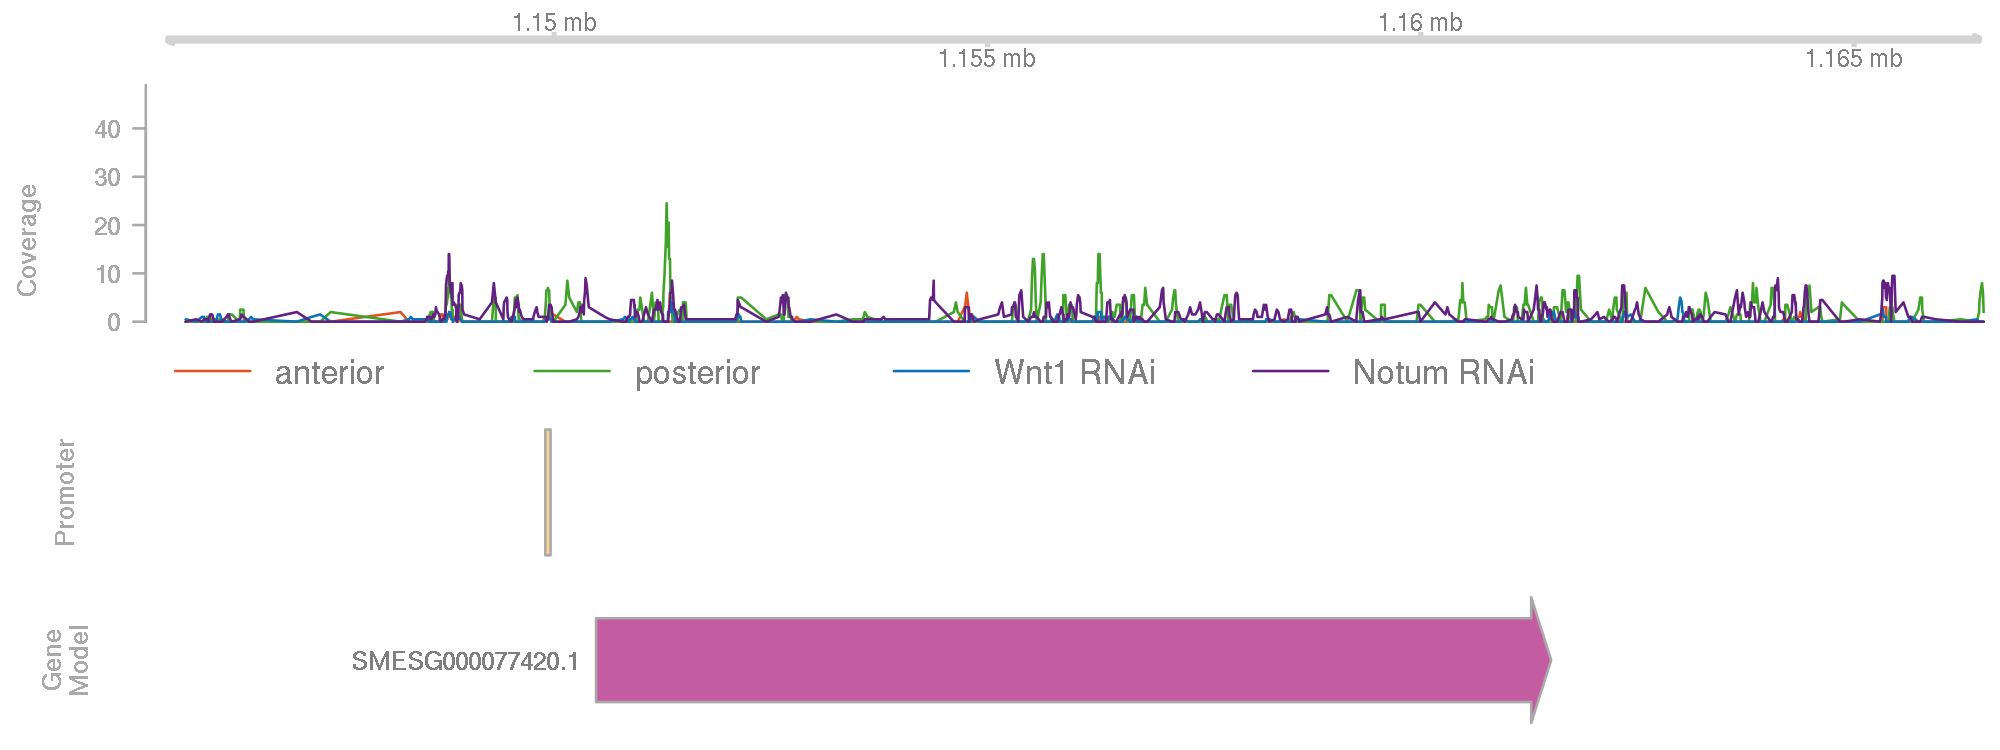 1.15 mb
1.16 mb
1.155 mb
1.165 mb
Coverage
40
30
20
10
0
anterior
posterior
Wnt1 RNAi
Notum RNAi
Promoter
Gene
Model
SMESG000077420.1